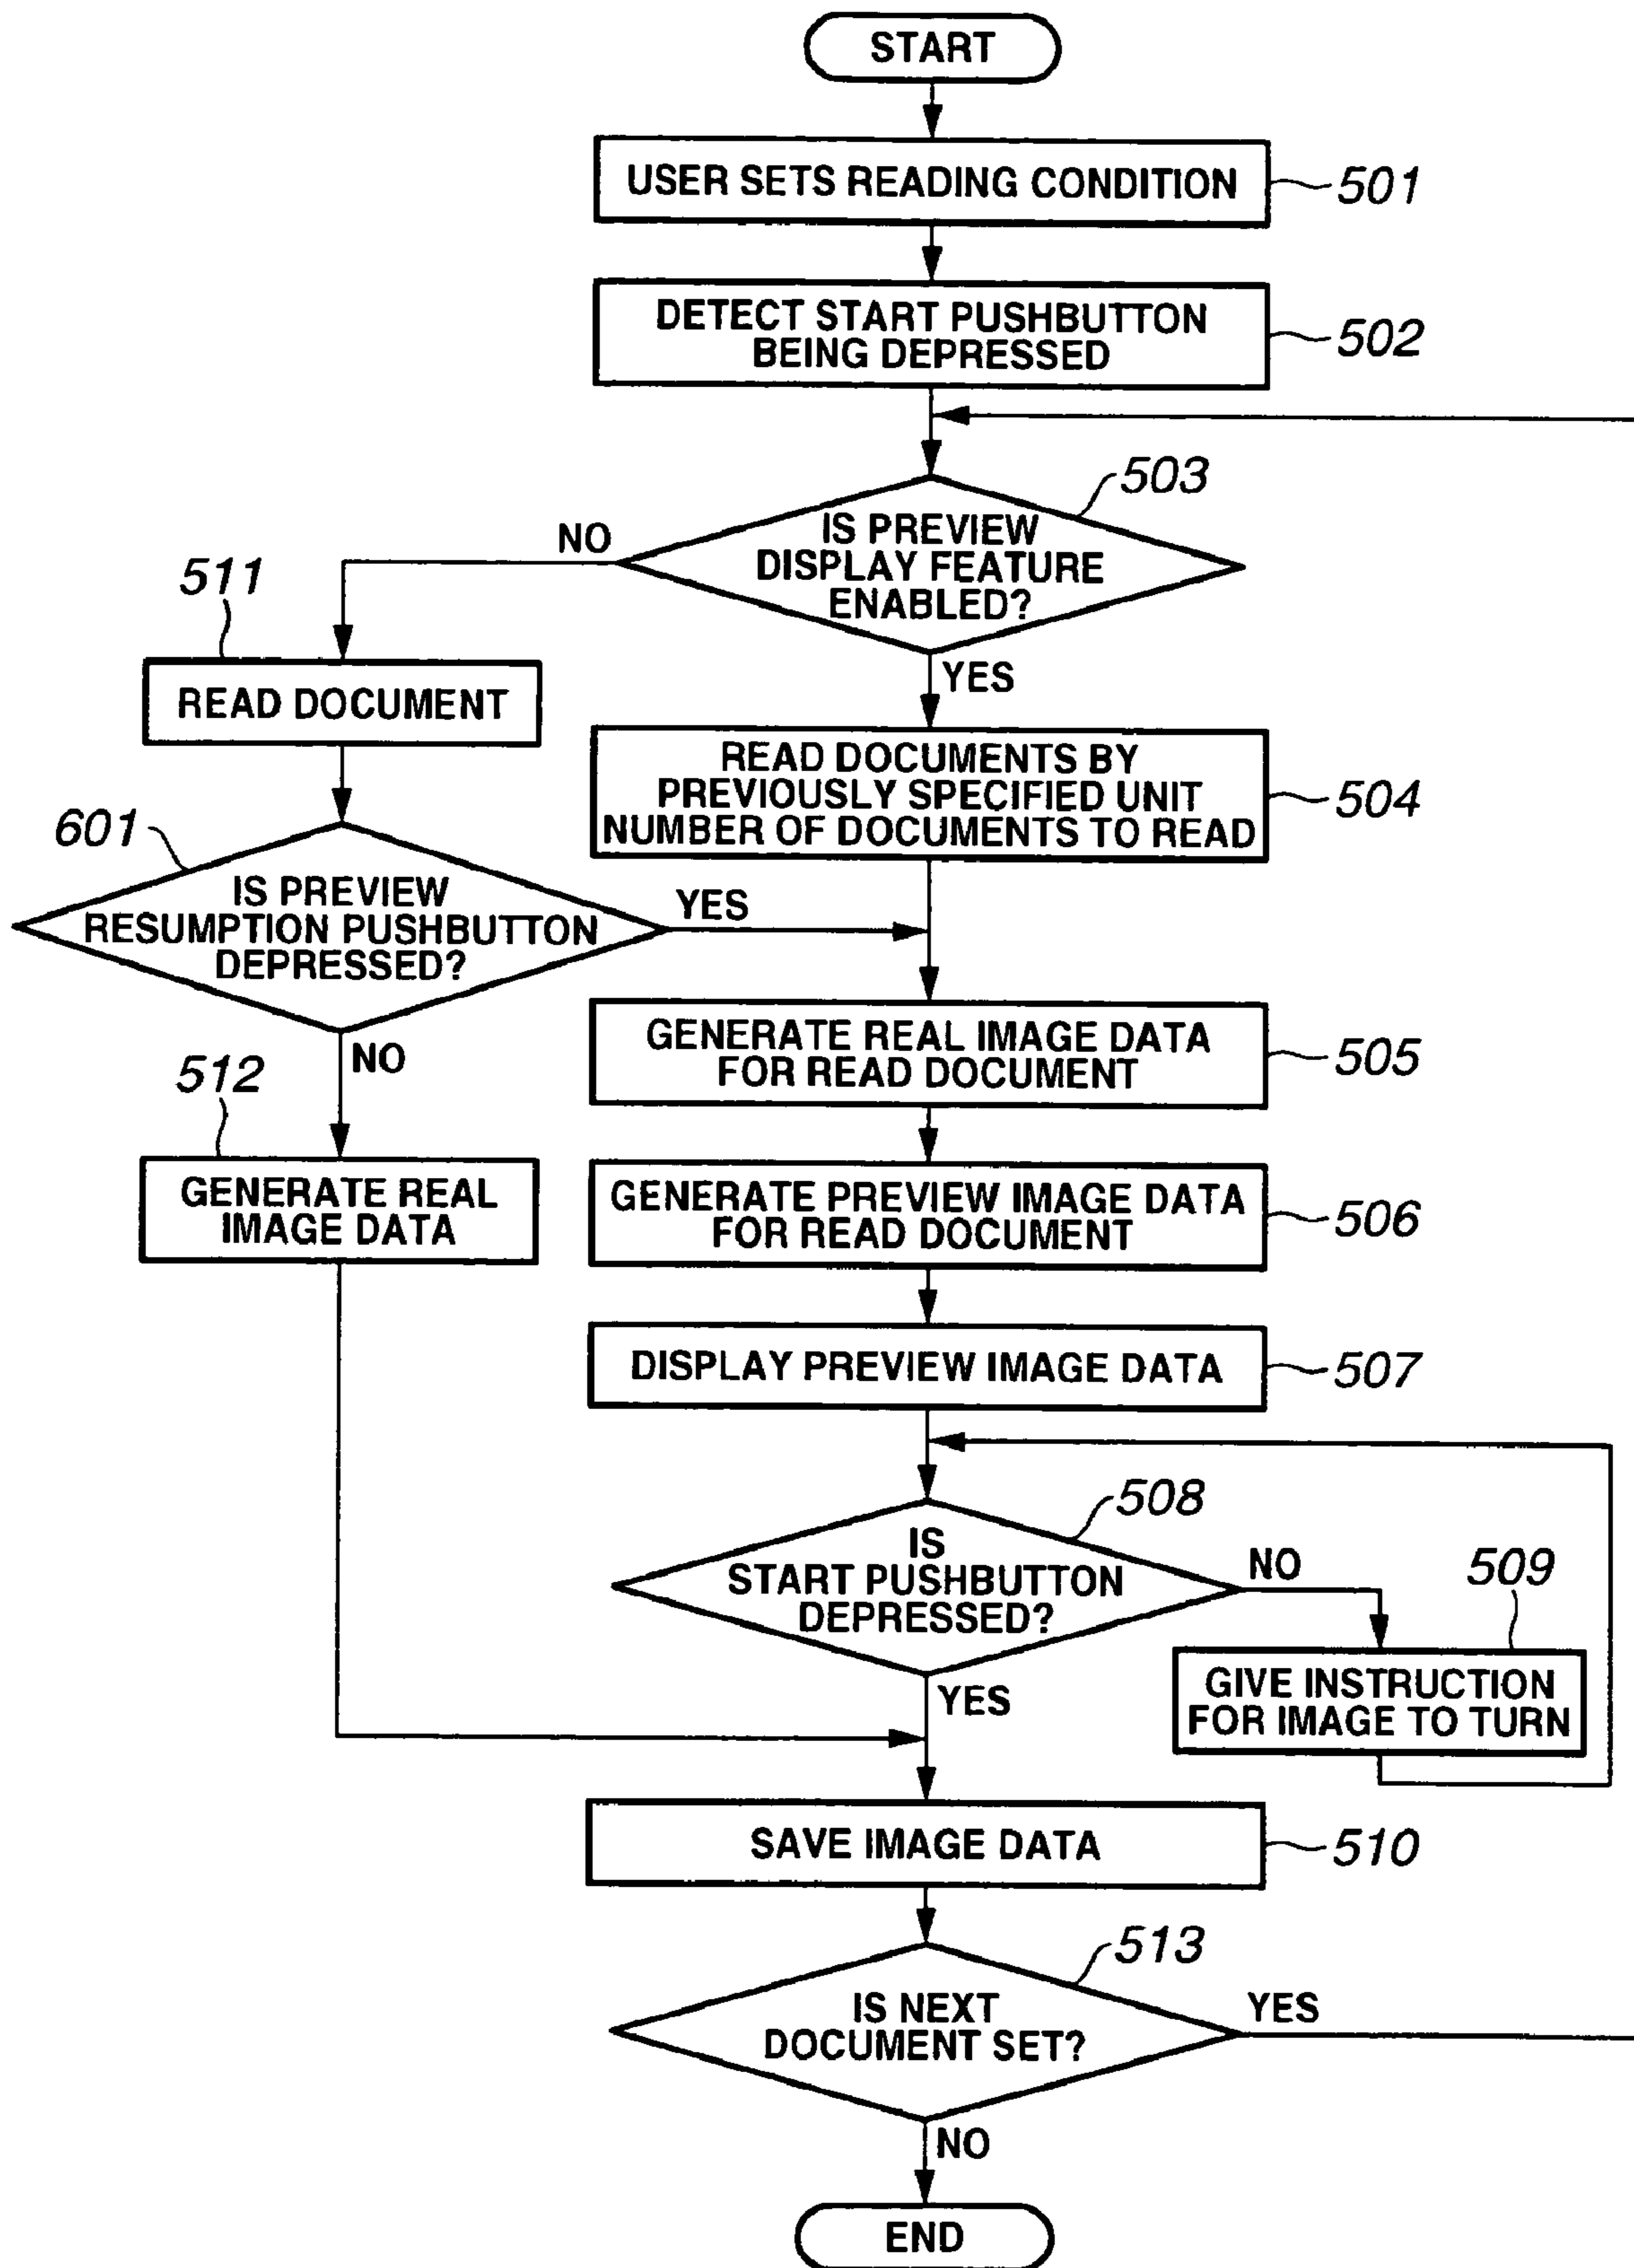 START
USER SETS READING CONDITION
501
DETECT START PUSHBUTTON
BEING DEPRESSED
502
503
IS PREVIEW
DISPLAY FEATURE
ENABLED?
NO
YES
511
READ DOCUMENT
READ DOCUMENTS BY
PREVIOUSLY SPECIFIED UNIT
NUMBER OF DOCUMENTS TO READ
504
601
IS PREVIEW
RESUMPTION PUSHBUTTON
DEPRESSED?
YES
NO
GENERATE REAL IMAGE DATA
FOR READ DOCUMENT
505
512
GENERATE REAL
IMAGE DATA
GENERATE PREVIEW IMAGE DATA
FOR READ DOCUMENT
506
DISPLAY PREVIEW IMAGE DATA
507
508
IS
START PUSHBUTTON
DEPRESSED?
NO
YES
509
GIVE INSTRUCTION
FOR IMAGE TO TURN
SAVE IMAGE DATA
510
513
IS NEXT
DOCUMENT SET?
YES
NO
END